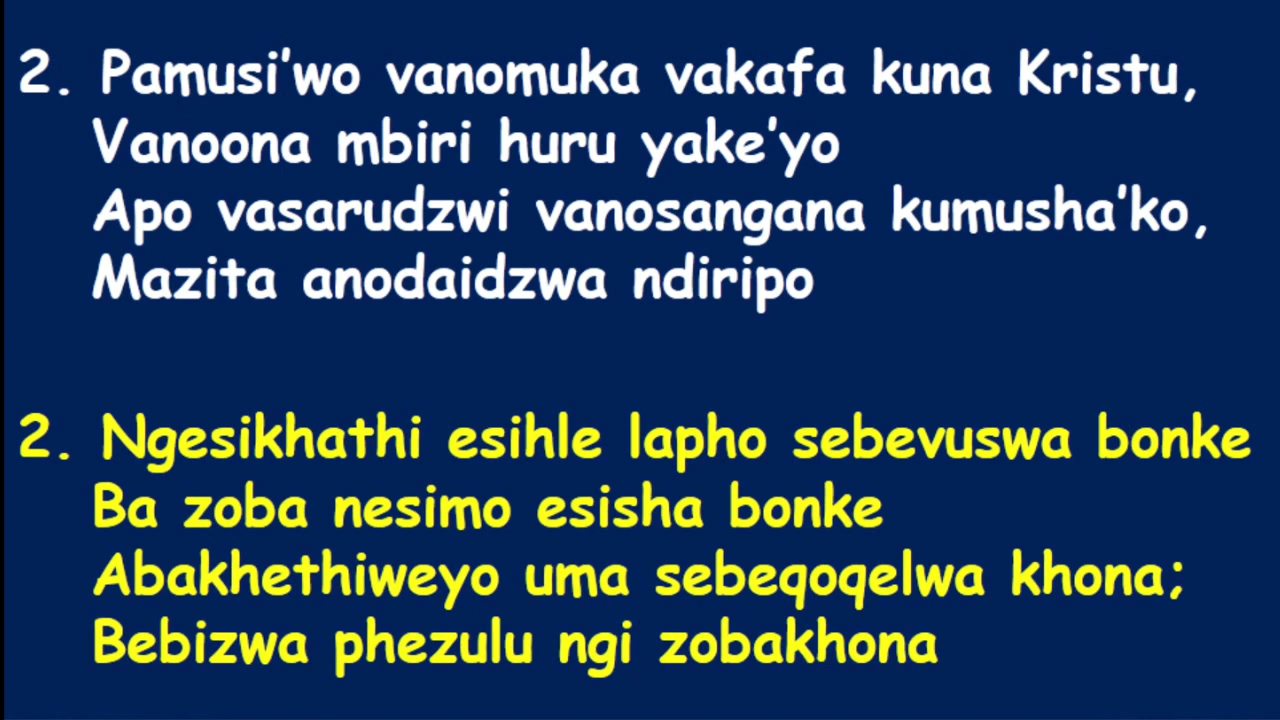 2. Pamusi'wo vanomuka vakafa kuna Kristu,
Vanoona mbiri huru yake'yo
Apo vasarudzwi vanosangana kumusha'ko,
Mazita anodaidzwa ndiripo
2. Ngesikhathi esihle lapho sebevuswa bonke
Ba zoba nesimo esisha bonke
Abakhethiweyo uma sebeqoqelwa khona;
Bebizwa phezulu ngi zobakhona